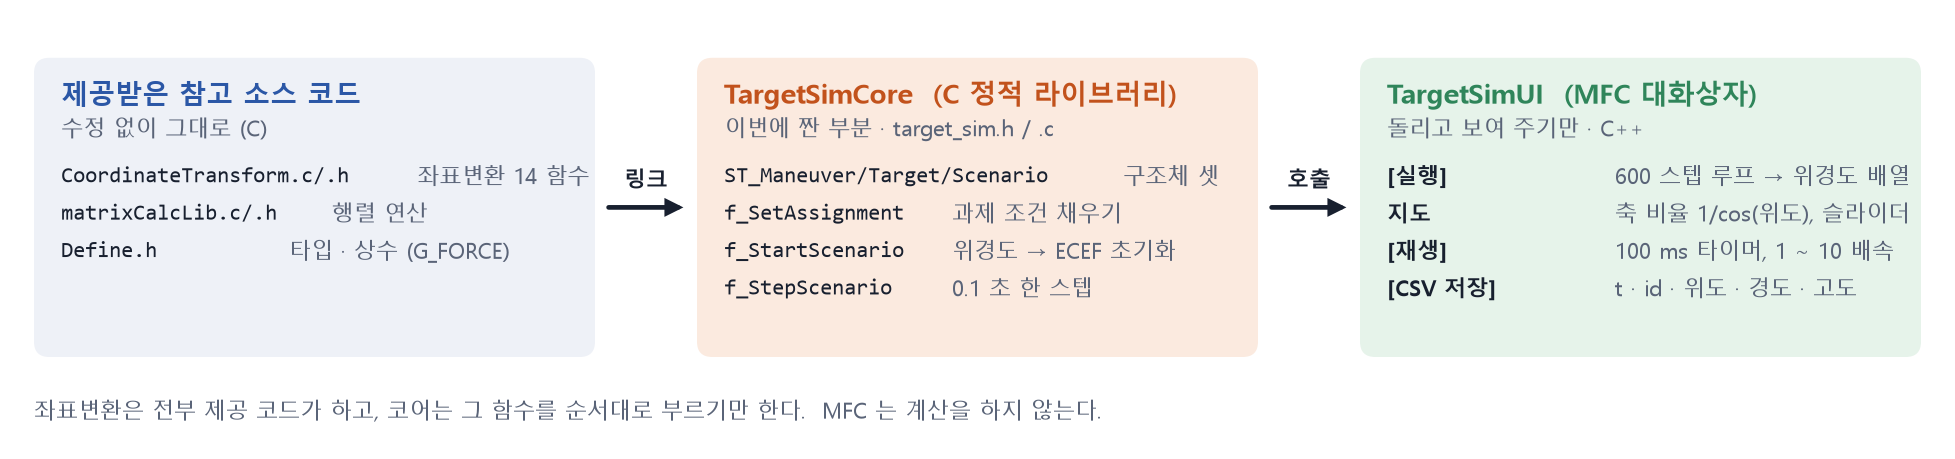 제공받은 참고 소스 코드
수정 없이 그대로 (C)
CoordinateTransform.c/.h 좌표변환 14 함수
matrixCalcLib.c/.h 행렬 연산
Define.h 타입 · 상수 (G_FORCE)
링크
TargetSimCore (C 정적 라이브러리)
이번에 짠 부분 · target_sim.h / .c
ST_Maneuver/Target/Scenario 구조체 셋
f_SetAssignment 과제 조건 채우기
f_StartScenario 위경도 → ECEF 초기화
f_StepScenario 0.1 초 한 스텝
호출
TargetSimUI (MFC 대화상자)
돌리고 보여 주기만 · C++
[실행] 600 스텝 루프 → 위경도 배열
지도 축 비율 1/cos(위도), 슬라이더
[재생] 100 ms 타이머, 1 ~ 10 배속
[CSV 저장] t · id · 위도 · 경도 · 고도
좌표변환은 전부 제공 코드가 하고, 코어는 그 함수를 순서대로 부르기만 한다. MFC 는 계산을 하지 않는다.